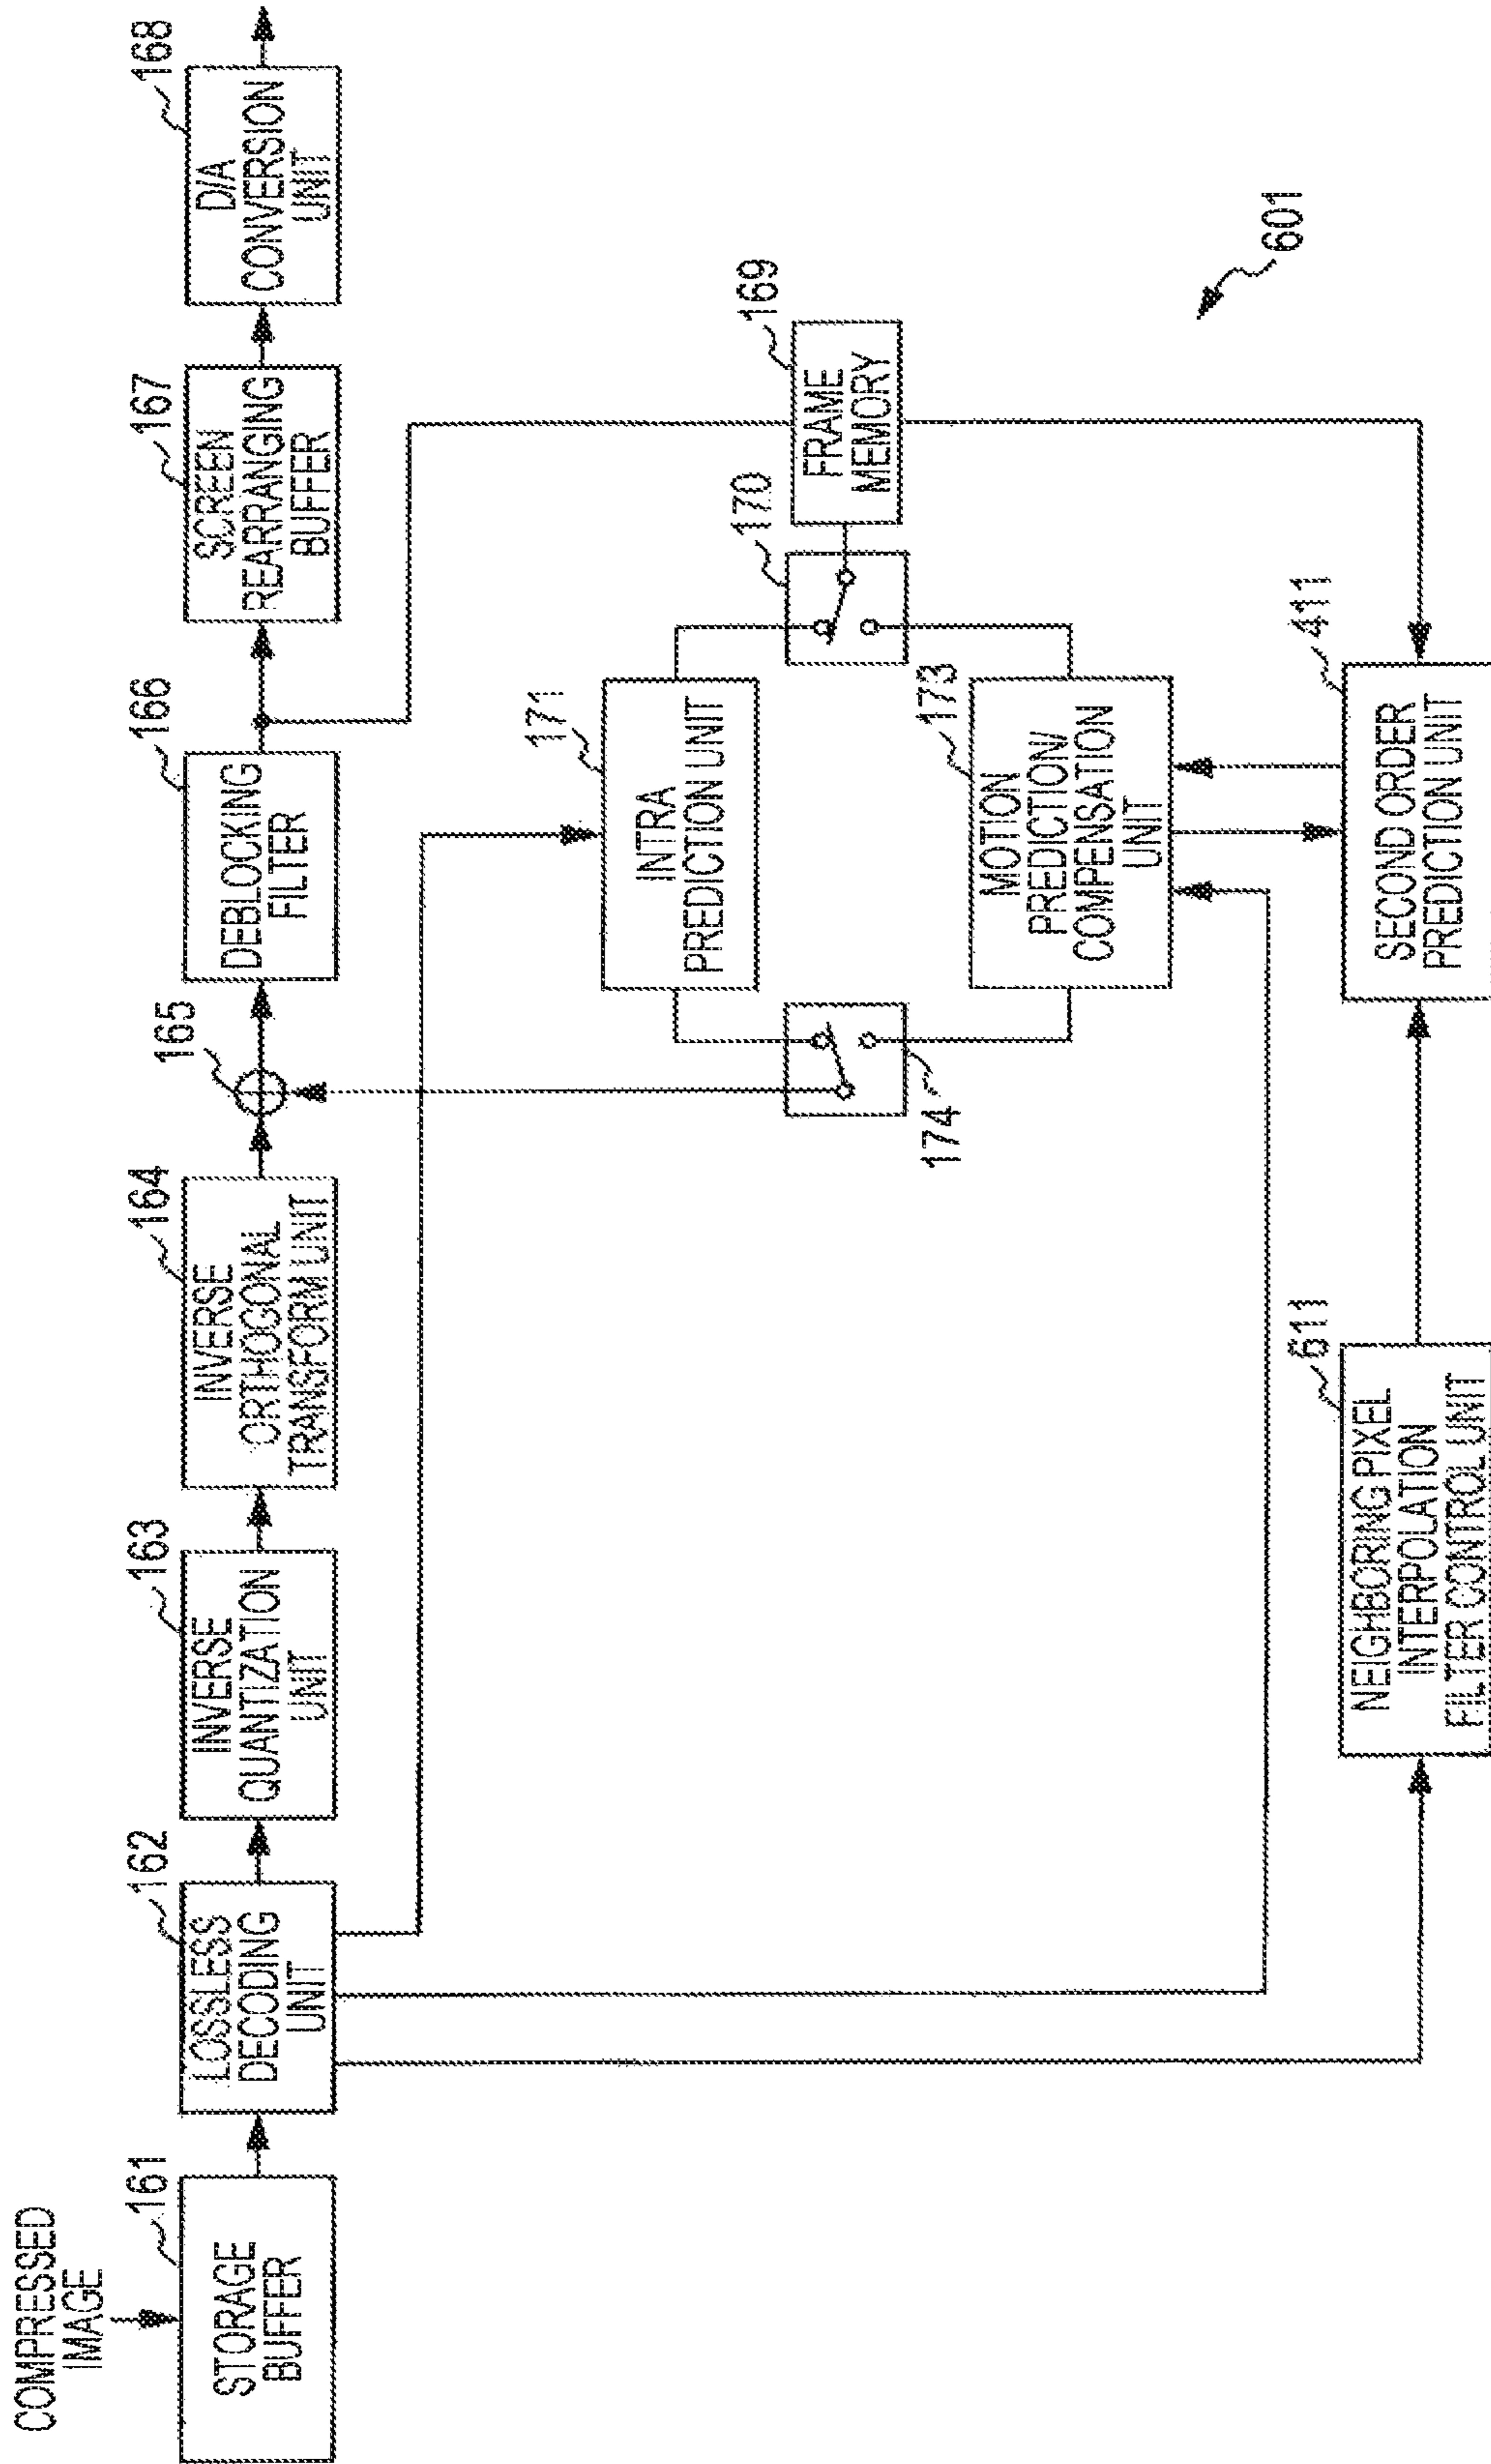 COMPRESSED
IMAGE
161
STORAGE
BUFFER
162
LOSSLESS
DECODING
UNIT
163
INVERSE
QUANTIZATION
UNIT
164
INVERSE
ORTHOGONAL
TRANSFORM UNIT
165
166
DEBLOCKING
FILTER
167
SCREEN
REARRANGING
BUFFER
168
D/A
CONVERSION
UNIT
171
INTRA
PREDICTION UNIT
170
169
FRAME
MEMORY
174
173
MOTION
PREDICTION/
COMPENSATION
UNIT
601
611
NEIGHBORING PIXEL
INTERPOLATION
FILTER CONTROL UNIT
411
SECOND ORDER
PREDICTION UNIT